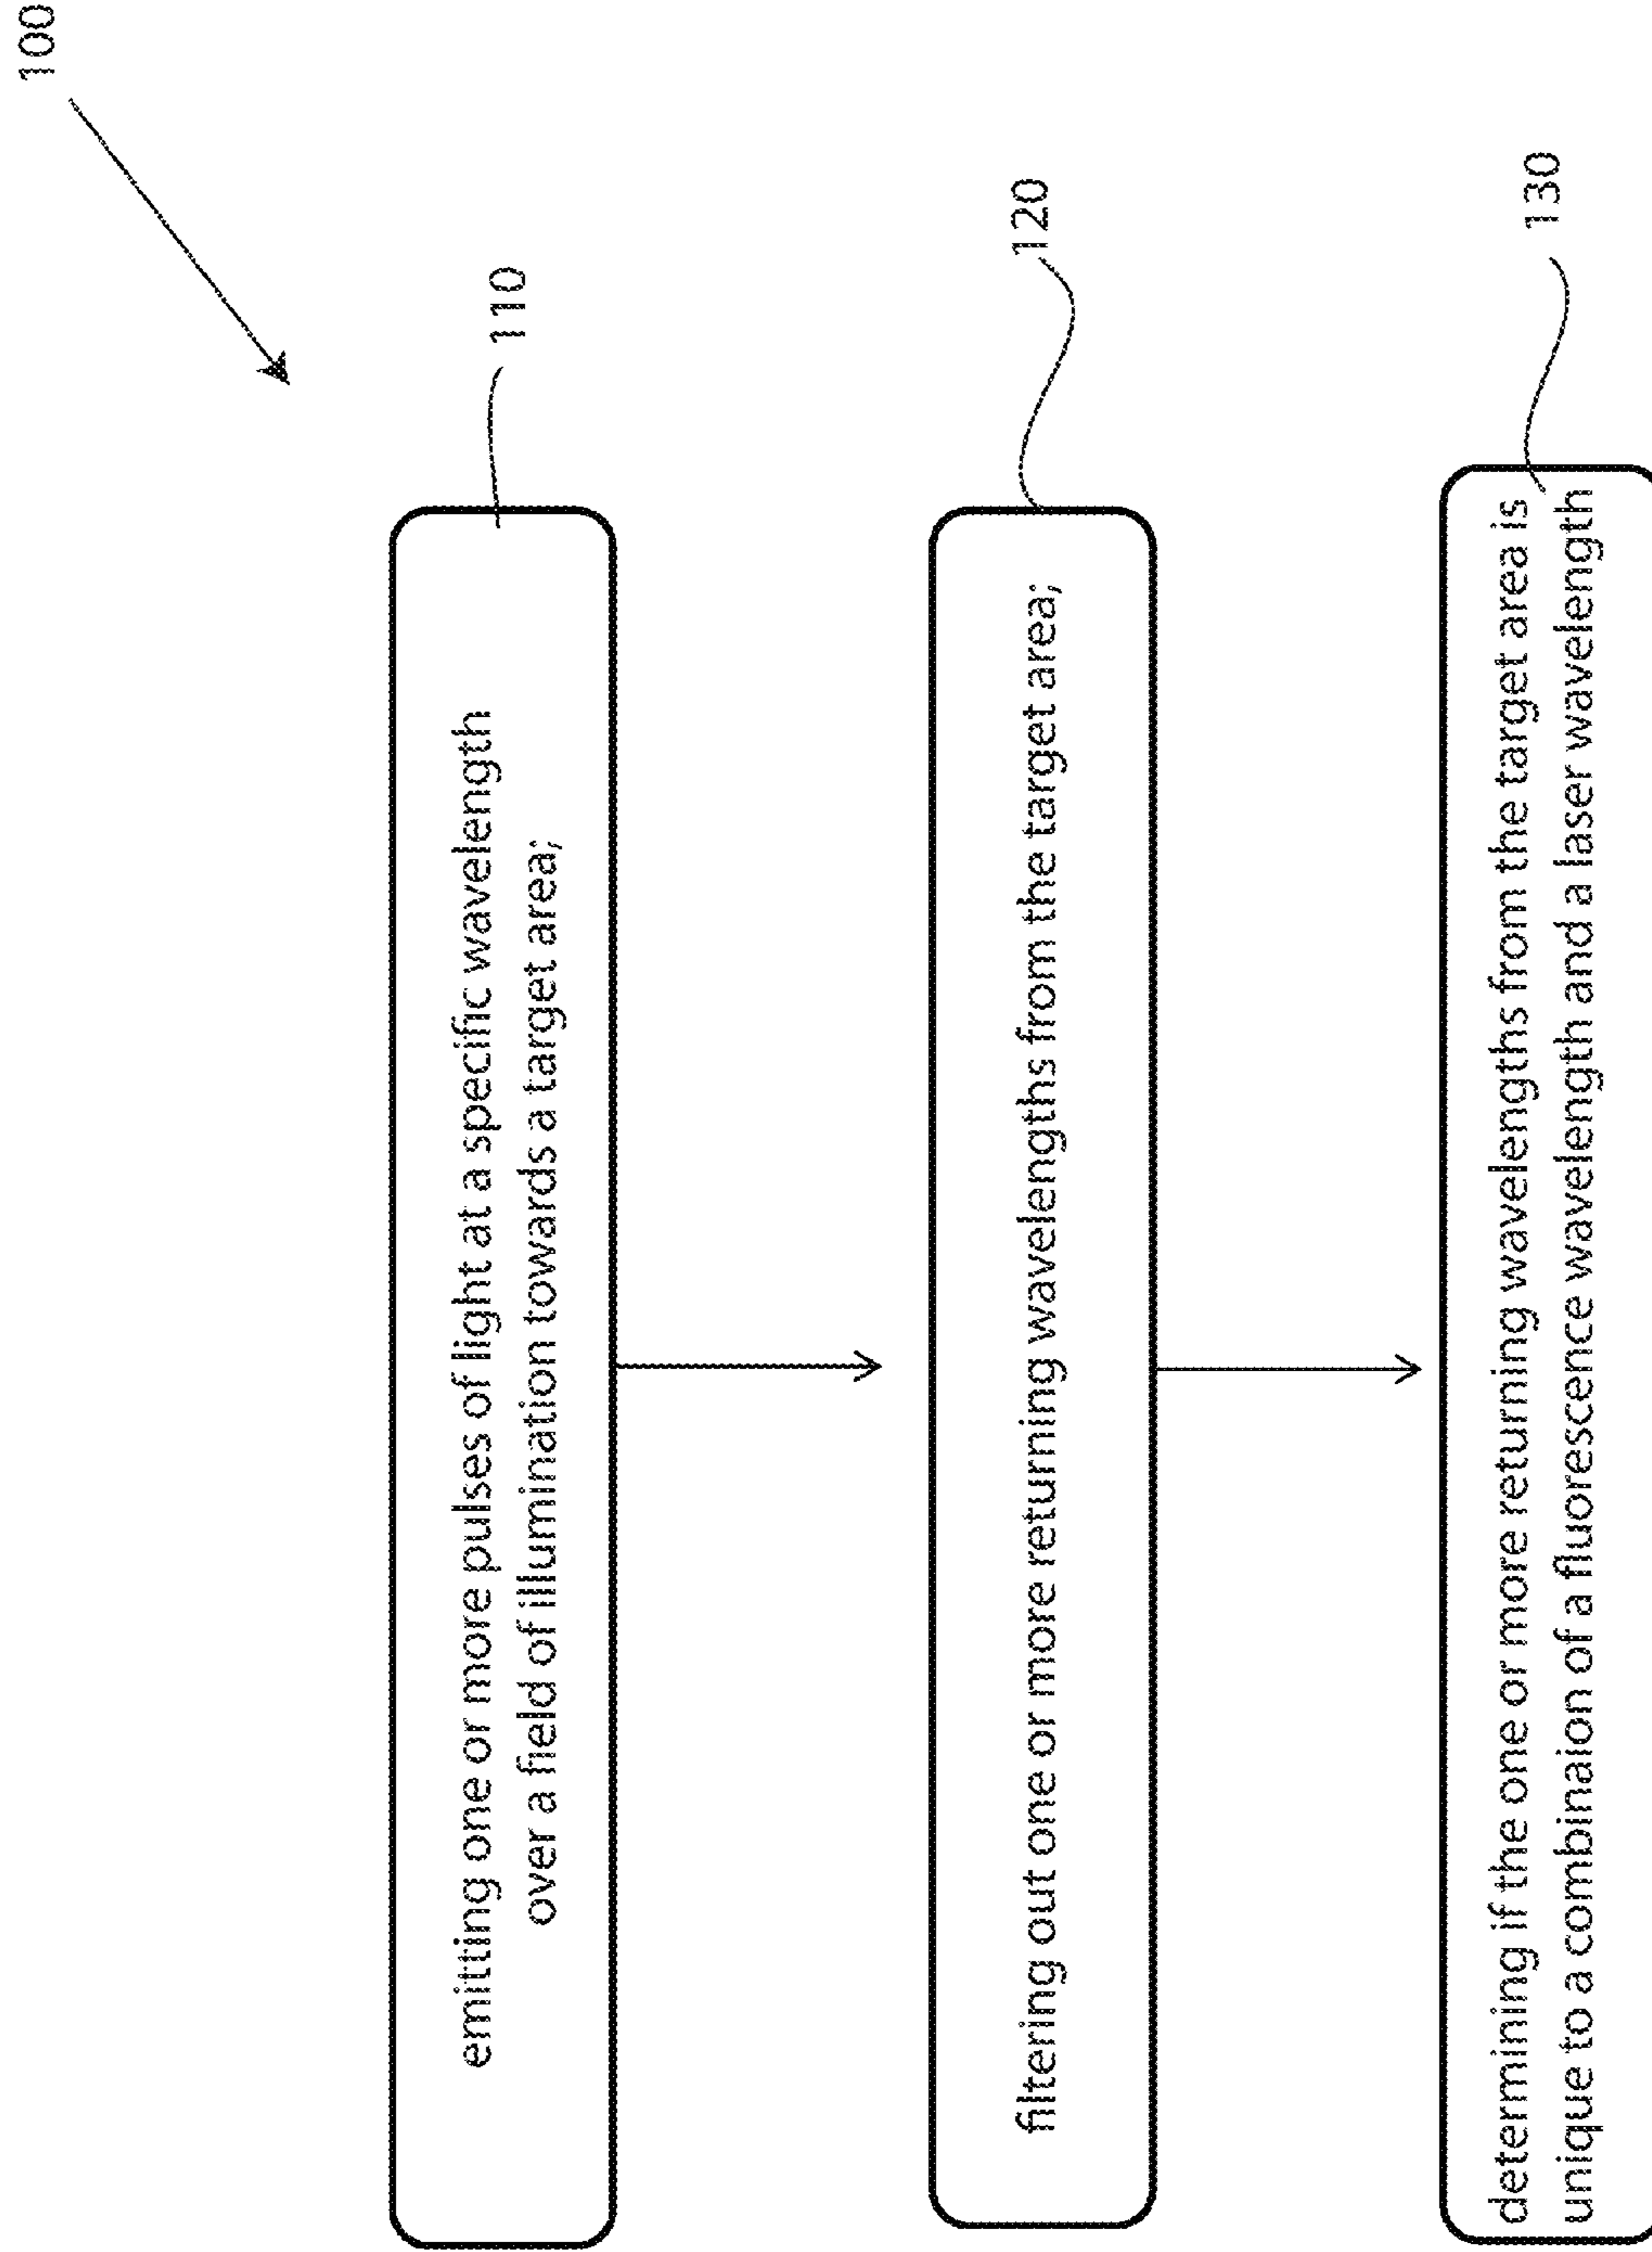 100
110
emitting one or more pulses of light at a specific wavelength
over a field of illumination towards a target area;
120
filtering out one or more returning wavelengths from the target area;
130
determining if the one or more returning wavelengths from the target area is
unique to a combinaion of a fluorescence wavelength and a laser wavelength